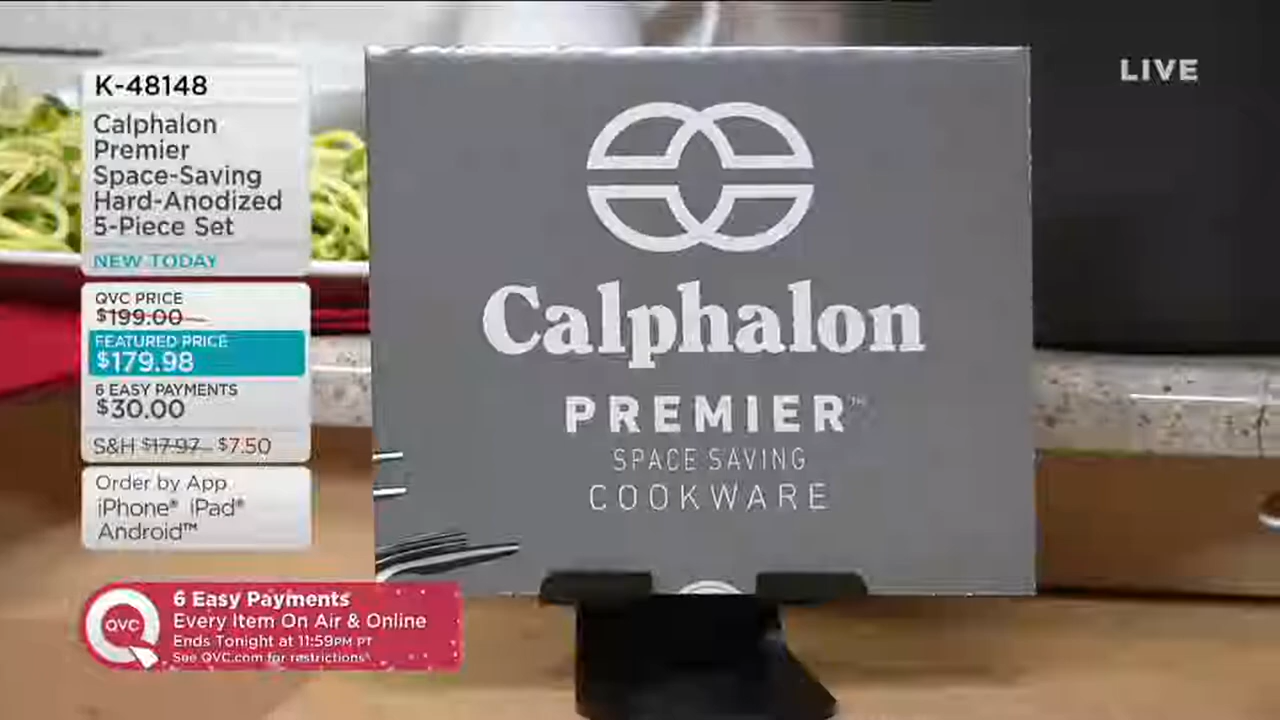 K-48148
Calphalon
Premier
Space-Saving
Hard-Anodized
5-Piece Set
NEW TODAY
QVC PRICE
$199.00
FEATURED PRICE
$179.98
6 EASY PAYMENTS
$30.00
S&H $17.97 $7.50
Order by App
iPhone® iPad®
Android™
QVC
6 Easy Payments
Every Item On Air & Online
Ends Tonight at 11:59PM PT
See QVC.com for restrictions
LIVE
Calphalon
PREMIER™
SPACE SAVING
COOKWARE